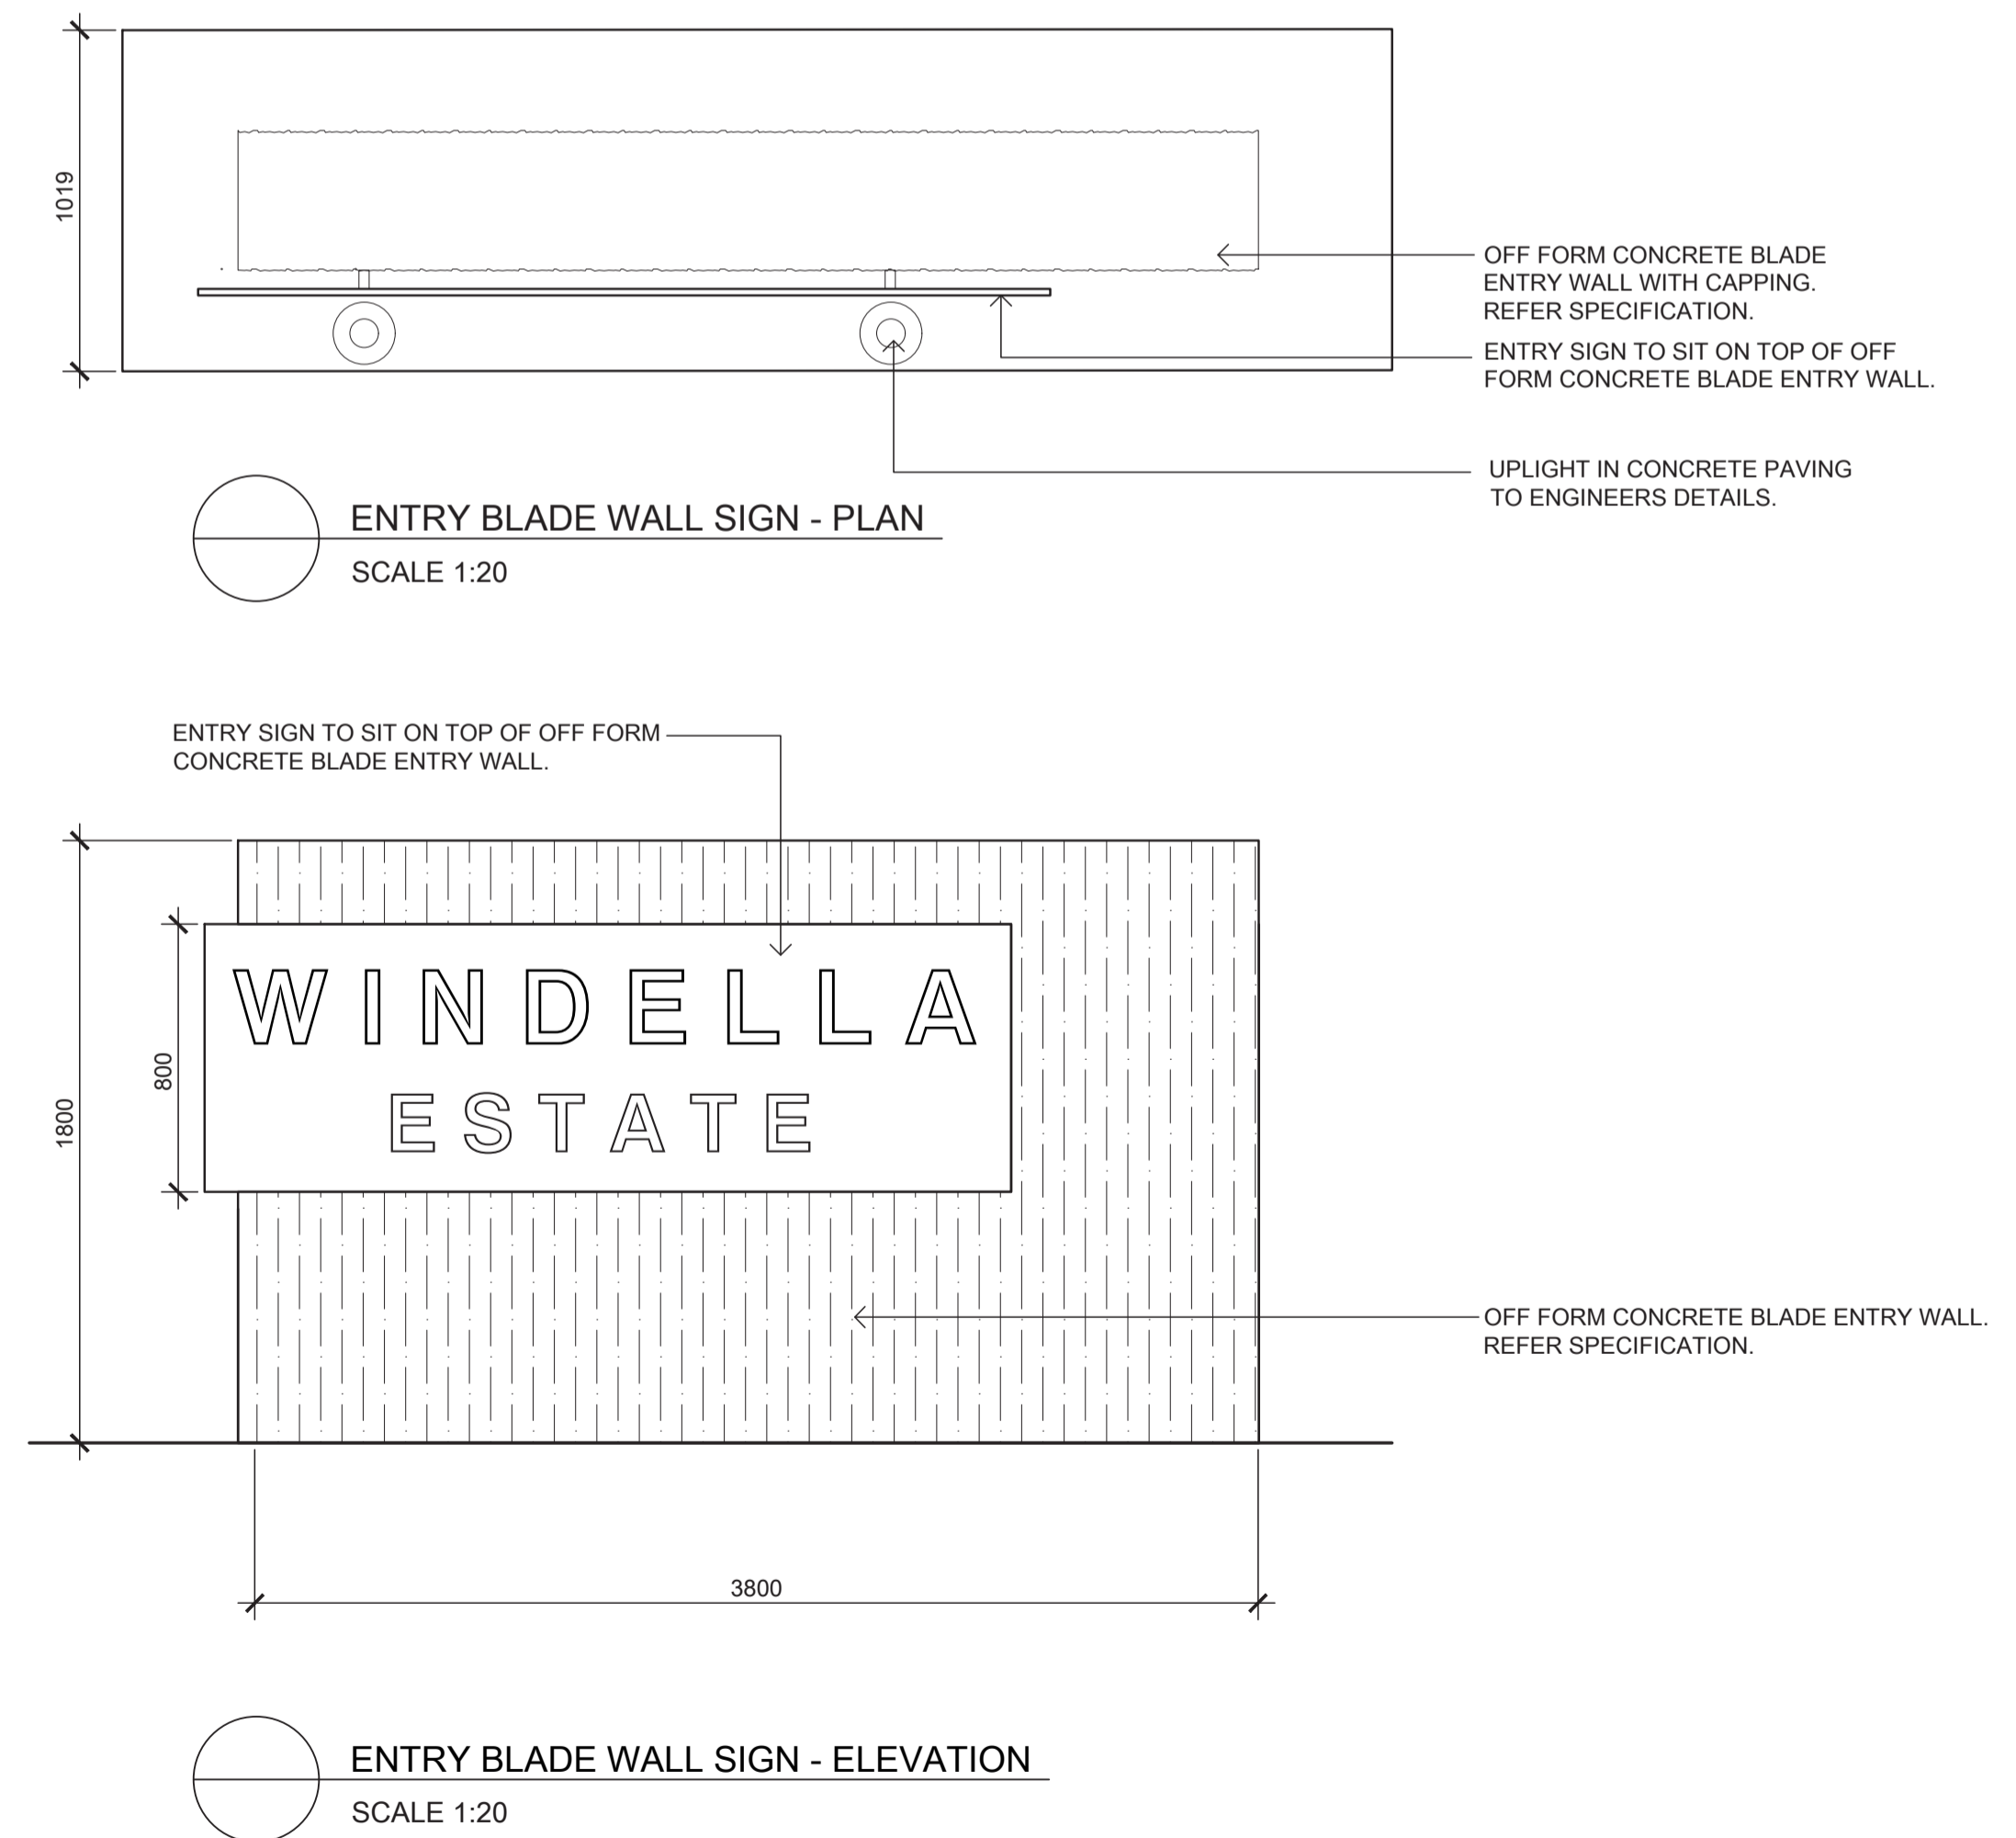 1019
OFF FORM CONCRETE BLADE
ENTRY WALL WITH CAPPING.
REFER SPECIFICATION.
ENTRY SIGN TO SIT ON TOP OF OFF
FORM CONCRETE BLADE ENTRY WALL.
UPLIGHT IN CONCRETE PAVING
TO ENGINEERS DETAILS.
ENTRY BLADE WALL SIGN - PLAN
SCALE 1:20
ENTRY SIGN TO SIT ON TOP OF OFF FORM
CONCRETE BLADE ENTRY WALL.
1800
800
WINDELLA
ESTATE
OFF FORM CONCRETE BLADE ENTRY WALL.
REFER SPECIFICATION.
3800
ENTRY BLADE WALL SIGN - ELEVATION
SCALE 1:20